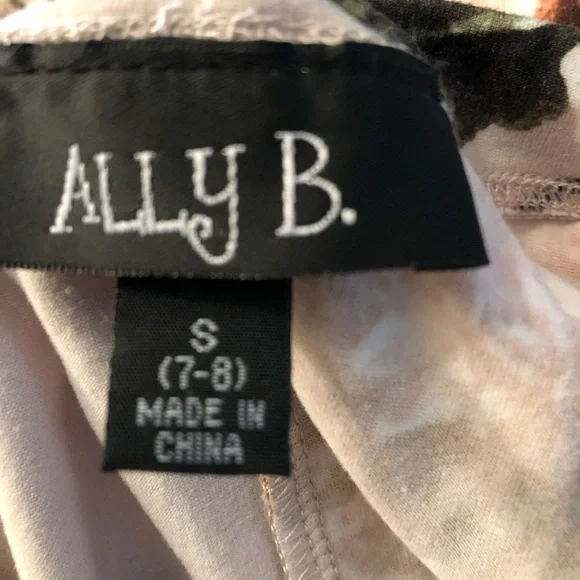 ALLy B.
S
(7-8)
MADE IN
CHINA